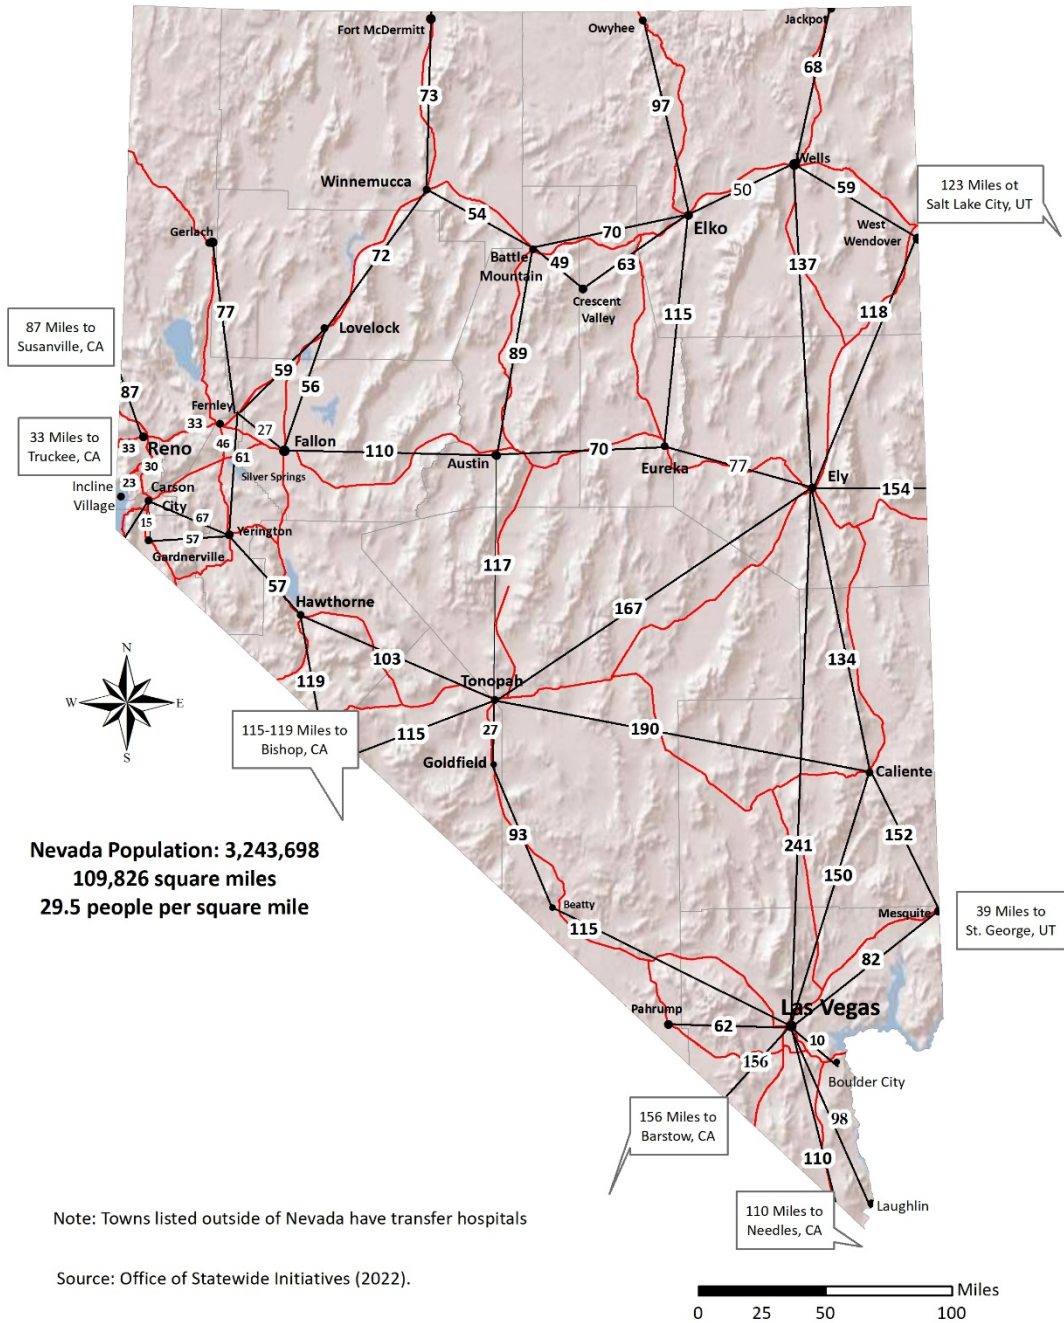 Fort McDermitt
Owyhee
Jackpot
68
73
97
Wells
Winnemucca
50
59
123 Miles ot
Salt Lake City, UT
54
Elko
West
Wendover
Gerlach
70
72
Battle
Mountain
49
63
137
Crescent
Valley
77
115
118
87 Miles to
Susanville, CA
Lovelock
89
59
56
87
Fernley
33
27
33 Miles to
Truckee, CA
33
Reno
46
61
Fallon
110
Austin
70
Eureka
77
Ely
30
Silver Springs
23
Incline
Village
Carson
City
154
15
67
Yerington
57
Gardnerville
117
57
Hawthorne
167
N
W
E
S
103
134
119
Tonopah
115-119 Miles to
Bishop, CA
115
27
190
Goldfield
Caliente
93
152
Nevada Population: 3,243,698
109,826 square miles
29.5 people per square mile
241
150
Beatty
115
Mesquite
39 Miles to
St. George, UT
82
Pahrump
Las Vegas
62
10
156
Boulder City
156 Miles to
Barstow, CA
98
110
110 Miles to
Needles, CA
Laughlin
Note: Towns listed outside of Nevada have transfer hospitals
Source: Office of Statewide Initiatives (2022).
Miles
0 25 50 100